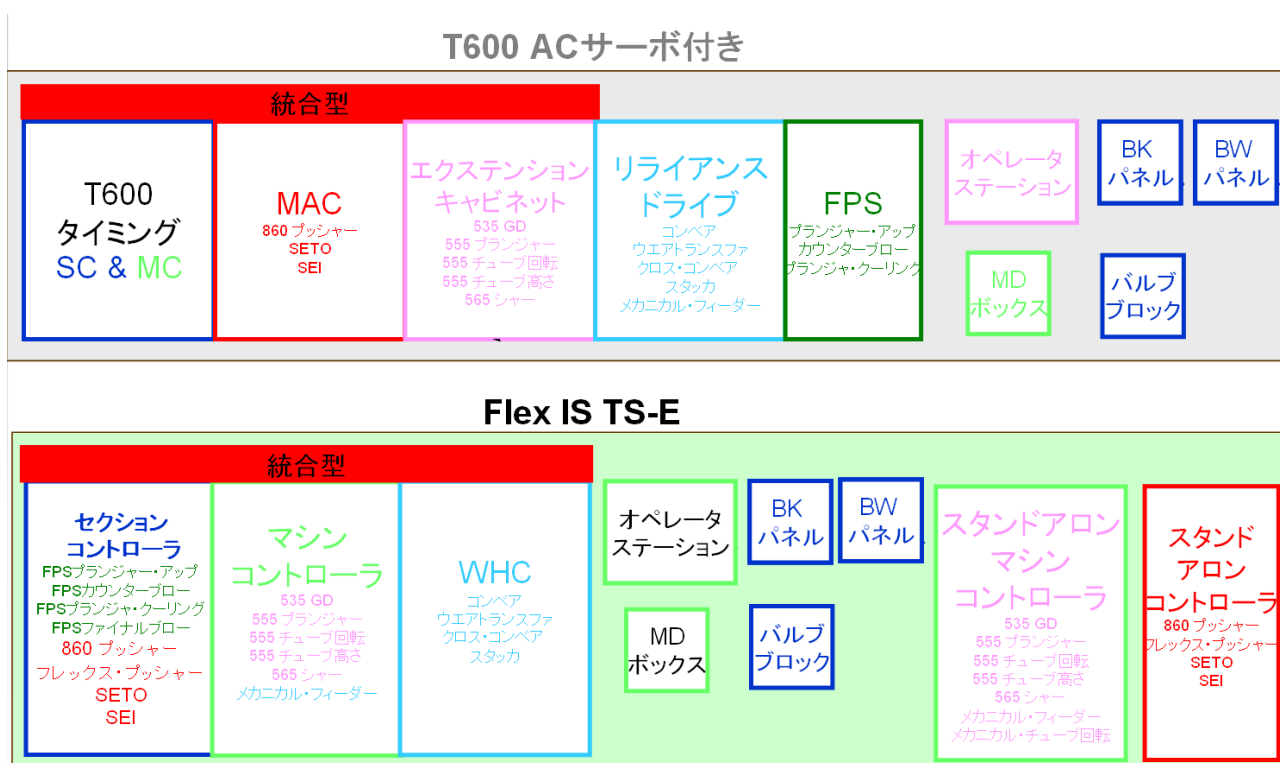 T600 ACサーボ付き
統合型
T600
タイミング
SC & MC
MAC
860 プッシャー
SETO
SEI
エクステンション
キャビネット
535 GD
555 プランジャー
555 チューブ回転
555 チューブ高さ
565 シャー
リライアンス
ドライブ
コンベア
ウエアトランスファ
クロス・コンベア
スタッカ
メカニカル・フィーダー
FPS
プランジャー・アップ
カウンターブロー
プランジャ・クーリング
オペレータ
ステーション
BK
パネル
BW
パネル
MD
ボックス
バルブ
ブロック
Flex IS TS-E
統合型
セクション
コントローラ
FPSプランジャー・アップ
FPSカウンターブロー
FPSプランジャ・クーリング
FPSファイナルブロー
860 プッシャー
フレックス・プッシャー
SETO
SEI
マシン
コントローラ
535 GD
555 プランジャー
555 チューブ回転
555 チューブ高さ
565 シャー
メカニカル・フィーダー
WHC
コンベア
ウエアトランスファ
クロス・コンベア
スタッカ
オペレータ
ステーション
BK
パネル
BW
パネル
MD
ボックス
バルブ
ブロック
スタンドアロン
マシン
コントローラ
535 GD
555 プランジャー
555 チューブ回転
555 チューブ高さ
565 シャー
メカニカル・フィーダー
メカニカル・チューブ回転
スタンド
アロン
コントローラ
860 プッシャー
フレックス・プッシャー
SETO
SEI